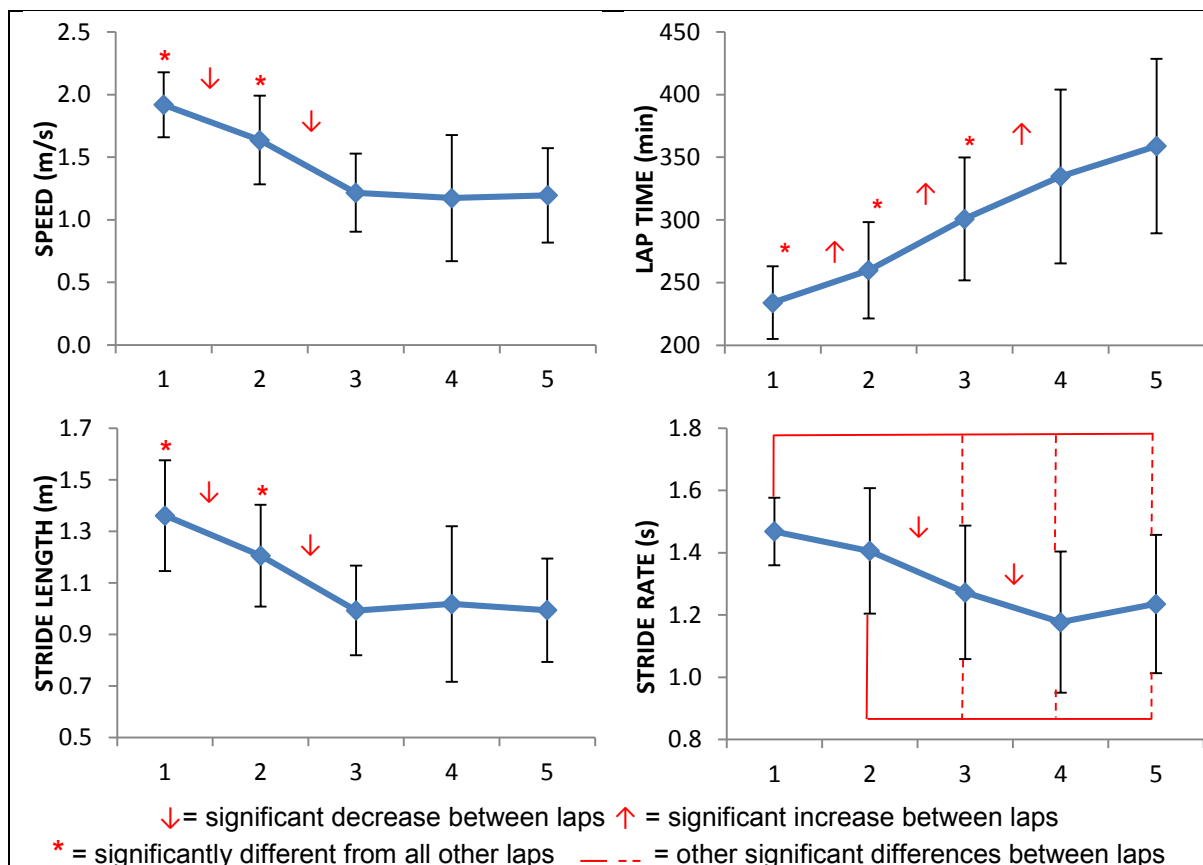 SPEED (m/s)
2.5
2.0
1.5
1.0
0.5
0.0
* ↓ * ↓
1 2 3 4 5
LAP TIME (min)
450
400
350
300
250
200
* ↑ * ↑ * ↑
1 2 3 4 5
STRIDE LENGTH (m)
1.7
1.5
1.3
1.1
0.9
0.7
0.5
* ↓ * ↓
1 2 3 4 5
STRIDE RATE (s)
1.8
1.6
1.4
1.2
1.0
0.8
↓ ↓
1 2 3 4 5
↓ = significant decrease between laps ↑ = significant increase between laps
* = significantly different from all other laps = other significant differences between laps